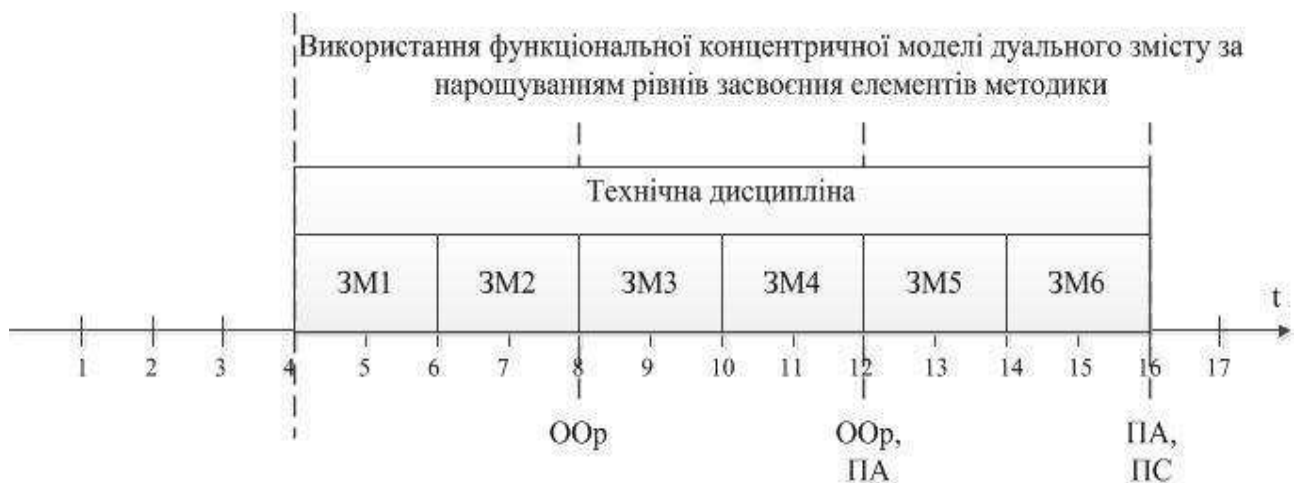 Використання функціональної концентричної моделі дуального змісту за
нарощуванням рівнів засвоєння елементів методики
Технічна дисципліна
ЗМ1 ЗМ2 ЗМ3 ЗМ4 ЗМ5 ЗМ6
t
1 2 3 4 5 6 7 8 9 10 11 12 13 14 15 16 17
ООр ООр, ПА,
ПА ПС